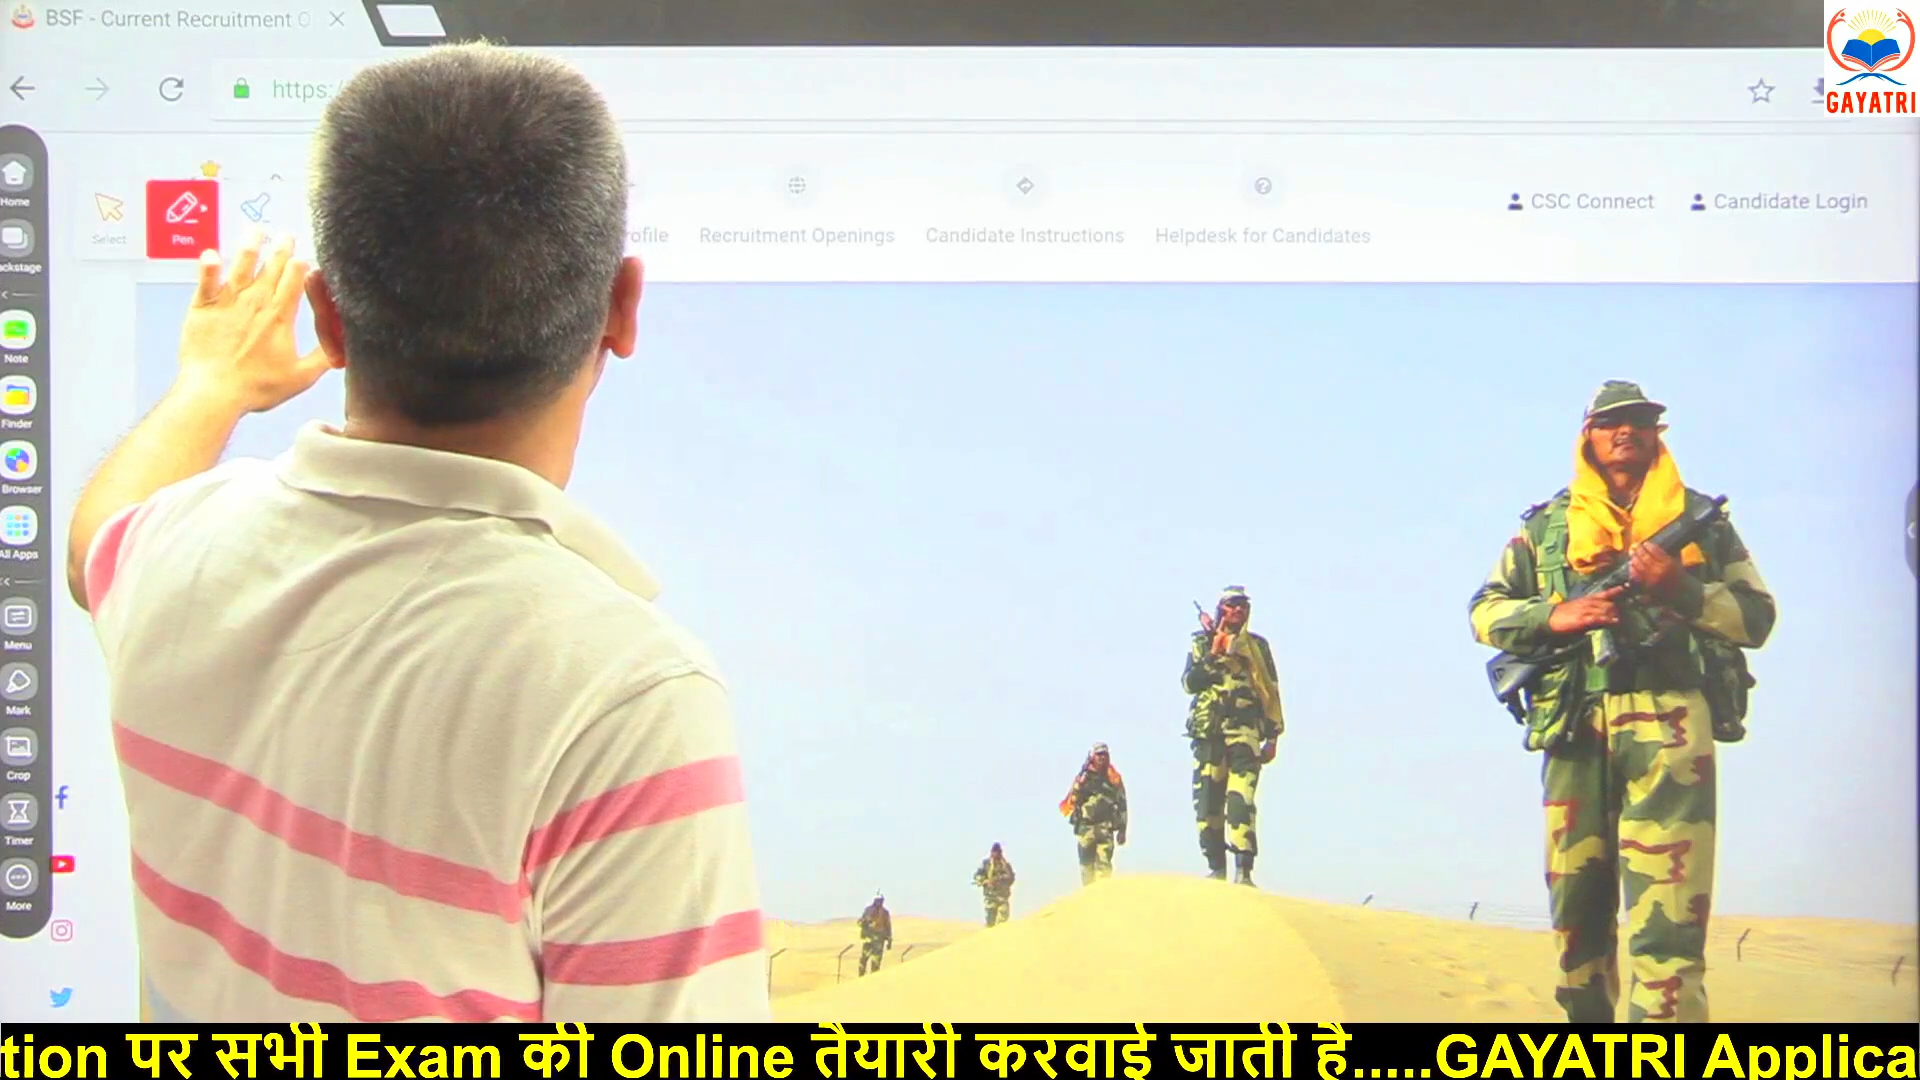 BSF - Current Recruitment O
https:/
GAYATRI
CSC Connect
Candidate Login
Recruitment Openings
Candidate Instructions
Helpdesk for Candidates
Select
Pen
Home
ckstage
Note
Finder
Browser
All Apps
Menu
Mark
Crop
Timer
More
tion पर सभी Exam की Online तैयारी करवाई जाती है.....GAYATRI Applica